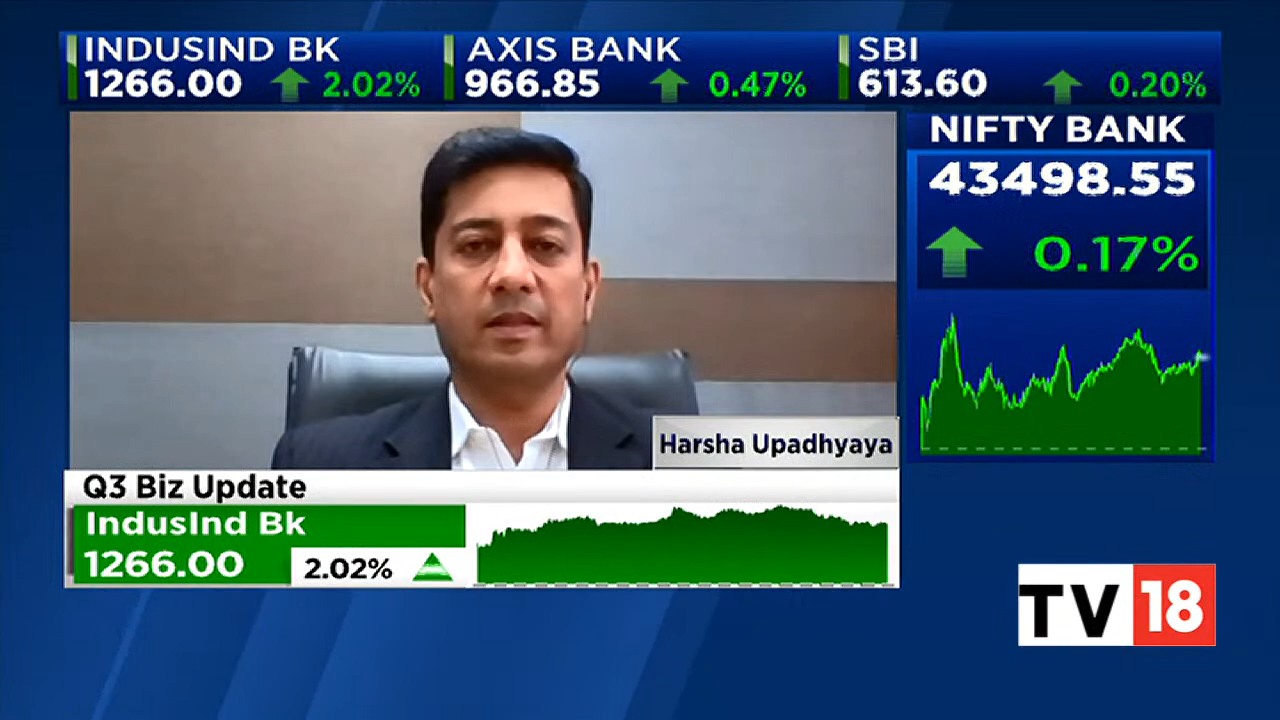 INDUSIND BK
1266.00 2.02%
AXIS BANK
966.85 0.47%
SBI
613.60 0.20%
NIFTY BANK
43498.55
0.17%
Harsha Upadhyaya
Q3 Biz Update
IndusInd Bk
1266.00 2.02%
TV18